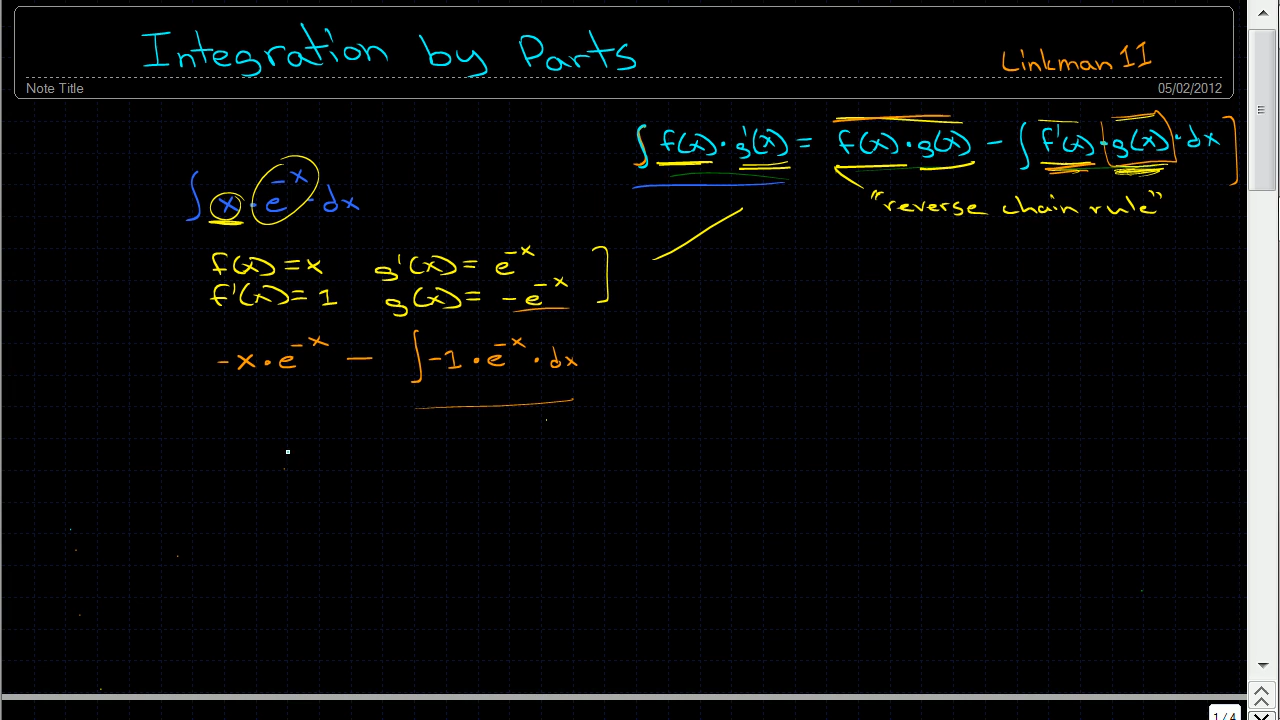 Integration by Parts
Linkman 11
Note Title
05/02/2012
∫ f(x)·g'(x) = f(x)·g(x) − ∫ f'(x)·g(x)·dx
"reverse chain rule"
∫ x·e^-x·dx
f(x)=x g'(x)= e^-x
f'(x)=1 g(x)= -e^-x
-x·e^-x − ∫ -1·e^-x·dx
1/4